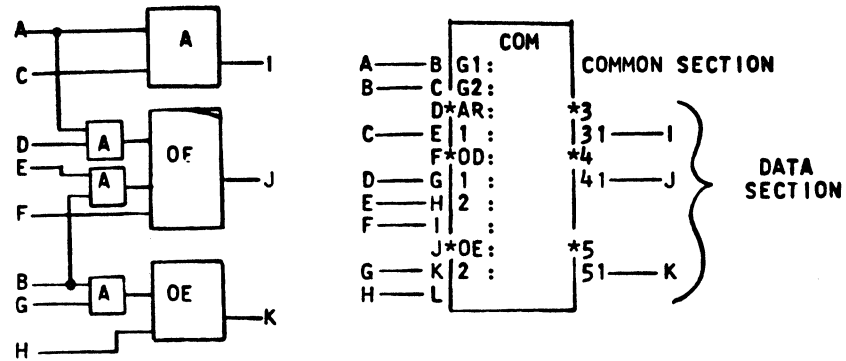 A
A
I
C
D
A
E
A
OE
J
F
B
G
A
OE
K
H
COM
A B G1: COMMON SECTION
B C G2:
D*AR: *3
C E 1 : 31 I
F*OD: *4
D G 1 : 41 J
E H 2 :
F I :
J*OE: *5
G K 2 : 51 K
H L
DATA
SECTION